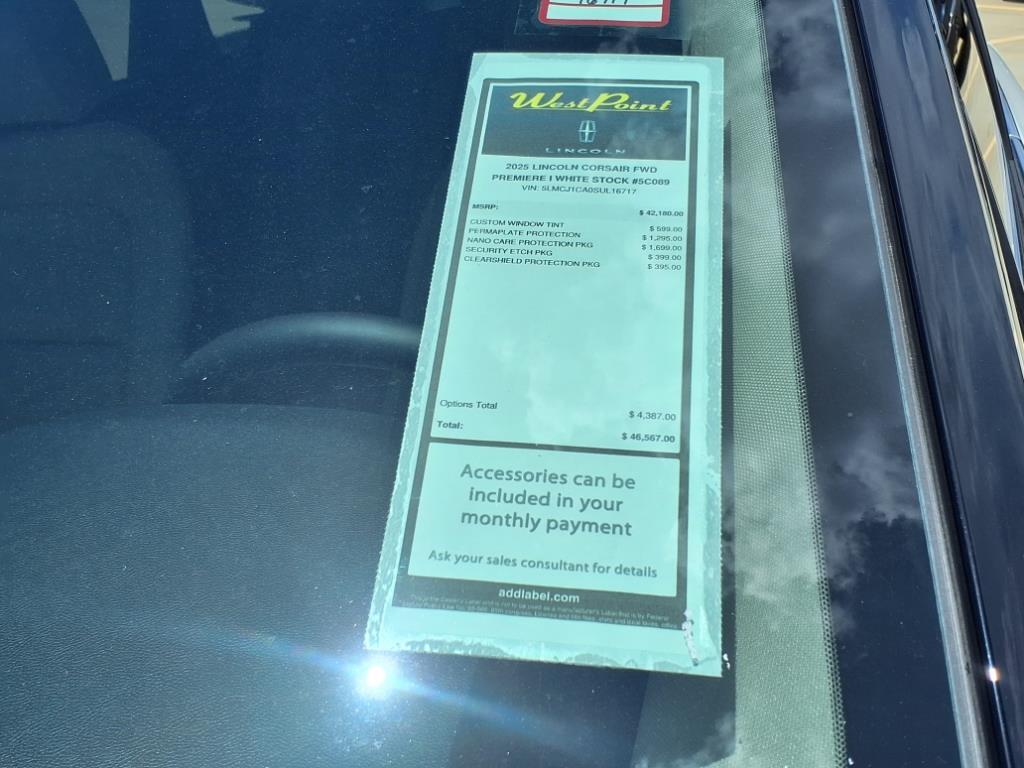 West Point
LINCOLN
2025 LINCOLN CORSAIR FWD
PREMIERE I WHITE STOCK #5C089
VIN: 5LMCJ1CA0SUL16717
MSRP: $ 42,180.00
CUSTOM WINDOW TINT $ 599.00
PERMAPLATE PROTECTION $ 1,295.00
NANO CARE PROTECTION PKG $ 1,699.00
SECURITY ETCH PKG $ 399.00
CLEARSHIELD PROTECTION PKG $ 395.00
Options Total $ 4,387.00
Total: $ 46,567.00
Accessories can be
included in your
monthly payment
Ask your sales consultant for details
addlabel.com